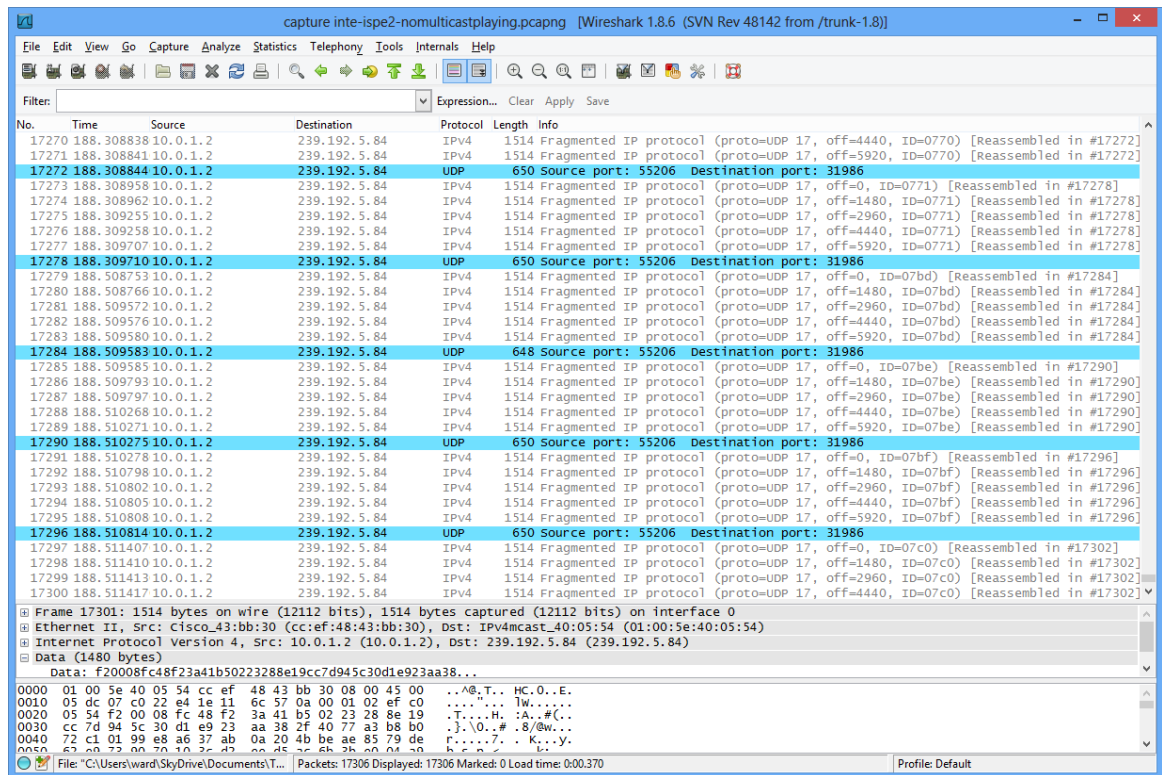 capture inte-ispe2-nomulticastplaying.pcapng [Wireshark 1.8.6 (SVN Rev 48142 from /trunk-1.8)]
File Edit View Go Capture Analyze Statistics Telephony Tools Internals Help
Filter: Expression... Clear Apply Save
No. Time Source Destination Protocol Length Info
17270 188.308838 10.0.1.2 239.192.5.84 IPv4 1514 Fragmented IP protocol (proto=UDP 17, off=4440, ID=0770) [Reassembled in #17272]
17271 188.308841 10.0.1.2 239.192.5.84 IPv4 1514 Fragmented IP protocol (proto=UDP 17, off=5920, ID=0770) [Reassembled in #17272]
17272 188.308844 10.0.1.2 239.192.5.84 UDP 650 Source port: 55206 Destination port: 31986
17273 188.308958 10.0.1.2 239.192.5.84 IPv4 1514 Fragmented IP protocol (proto=UDP 17, off=0, ID=0771) [Reassembled in #17278]
17274 188.308962 10.0.1.2 239.192.5.84 IPv4 1514 Fragmented IP protocol (proto=UDP 17, off=1480, ID=0771) [Reassembled in #17278]
17275 188.309255 10.0.1.2 239.192.5.84 IPv4 1514 Fragmented IP protocol (proto=UDP 17, off=2960, ID=0771) [Reassembled in #17278]
17276 188.309258 10.0.1.2 239.192.5.84 IPv4 1514 Fragmented IP protocol (proto=UDP 17, off=4440, ID=0771) [Reassembled in #17278]
17277 188.309707 10.0.1.2 239.192.5.84 IPv4 1514 Fragmented IP protocol (proto=UDP 17, off=5920, ID=0771) [Reassembled in #17278]
17278 188.309710 10.0.1.2 239.192.5.84 UDP 650 Source port: 55206 Destination port: 31986
17279 188.508753 10.0.1.2 239.192.5.84 IPv4 1514 Fragmented IP protocol (proto=UDP 17, off=0, ID=07bd) [Reassembled in #17284]
17280 188.508766 10.0.1.2 239.192.5.84 IPv4 1514 Fragmented IP protocol (proto=UDP 17, off=1480, ID=07bd) [Reassembled in #17284]
17281 188.509572 10.0.1.2 239.192.5.84 IPv4 1514 Fragmented IP protocol (proto=UDP 17, off=2960, ID=07bd) [Reassembled in #17284]
17282 188.509576 10.0.1.2 239.192.5.84 IPv4 1514 Fragmented IP protocol (proto=UDP 17, off=4440, ID=07bd) [Reassembled in #17284]
17283 188.509580 10.0.1.2 239.192.5.84 IPv4 1514 Fragmented IP protocol (proto=UDP 17, off=5920, ID=07bd) [Reassembled in #17284]
17284 188.509583 10.0.1.2 239.192.5.84 UDP 648 Source port: 55206 Destination port: 31986
17285 188.509585 10.0.1.2 239.192.5.84 IPv4 1514 Fragmented IP protocol (proto=UDP 17, off=0, ID=07be) [Reassembled in #17290]
17286 188.509793 10.0.1.2 239.192.5.84 IPv4 1514 Fragmented IP protocol (proto=UDP 17, off=1480, ID=07be) [Reassembled in #17290]
17287 188.509797 10.0.1.2 239.192.5.84 IPv4 1514 Fragmented IP protocol (proto=UDP 17, off=2960, ID=07be) [Reassembled in #17290]
17288 188.510268 10.0.1.2 239.192.5.84 IPv4 1514 Fragmented IP protocol (proto=UDP 17, off=4440, ID=07be) [Reassembled in #17290]
17289 188.510271 10.0.1.2 239.192.5.84 IPv4 1514 Fragmented IP protocol (proto=UDP 17, off=5920, ID=07be) [Reassembled in #17290]
17290 188.510275 10.0.1.2 239.192.5.84 UDP 650 Source port: 55206 Destination port: 31986
17291 188.510278 10.0.1.2 239.192.5.84 IPv4 1514 Fragmented IP protocol (proto=UDP 17, off=0, ID=07bf) [Reassembled in #17296]
17292 188.510798 10.0.1.2 239.192.5.84 IPv4 1514 Fragmented IP protocol (proto=UDP 17, off=1480, ID=07bf) [Reassembled in #17296]
17293 188.510802 10.0.1.2 239.192.5.84 IPv4 1514 Fragmented IP protocol (proto=UDP 17, off=2960, ID=07bf) [Reassembled in #17296]
17294 188.510805 10.0.1.2 239.192.5.84 IPv4 1514 Fragmented IP protocol (proto=UDP 17, off=4440, ID=07bf) [Reassembled in #17296]
17295 188.510808 10.0.1.2 239.192.5.84 IPv4 1514 Fragmented IP protocol (proto=UDP 17, off=5920, ID=07bf) [Reassembled in #17296]
17296 188.510814 10.0.1.2 239.192.5.84 UDP 650 Source port: 55206 Destination port: 31986
17297 188.511407 10.0.1.2 239.192.5.84 IPv4 1514 Fragmented IP protocol (proto=UDP 17, off=0, ID=07c0) [Reassembled in #17302]
17298 188.511410 10.0.1.2 239.192.5.84 IPv4 1514 Fragmented IP protocol (proto=UDP 17, off=1480, ID=07c0) [Reassembled in #17302]
17299 188.511413 10.0.1.2 239.192.5.84 IPv4 1514 Fragmented IP protocol (proto=UDP 17, off=2960, ID=07c0) [Reassembled in #17302]
17300 188.511417 10.0.1.2 239.192.5.84 IPv4 1514 Fragmented IP protocol (proto=UDP 17, off=4440, ID=07c0) [Reassembled in #17302]
Frame 17301: 1514 bytes on wire (12112 bits), 1514 bytes captured (12112 bits) on interface 0
Ethernet II, Src: Cisco_43:bb:30 (cc:ef:48:43:bb:30), Dst: IPv4mcast_40:05:54 (01:00:5e:40:05:54)
Internet Protocol Version 4, Src: 10.0.1.2 (10.0.1.2), Dst: 239.192.5.84 (239.192.5.84)
Data (1480 bytes)
Data: f20008fc48f23a41b50223288e19cc7d945c30d1e923aa38...
0000 01 00 5e 40 05 54 cc ef 48 43 bb 30 08 00 45 00 ..^@.T.. HC.0..E.
0010 05 dc 07 c0 22 e4 1e 11 6c 57 0a 00 01 02 ef c0 ...."... lW......
0020 05 54 f2 00 08 fc 48 f2 3a 41 b5 02 23 28 8e 19 .T....H. :A..#(..
0030 cc 7d 94 5c 30 d1 e9 23 aa 38 2f 40 77 a3 b8 b0 .}.\0..# .8/@w...
0040 72 c1 01 99 e8 a6 37 ab 0a 20 4b be ae 85 79 de r.....7. . K...y.
File: "C:\Users\ward\SkyDrive\Documents\T... Packets: 17306 Displayed: 17306 Marked: 0 Load time: 0:00.370 Profile: Default